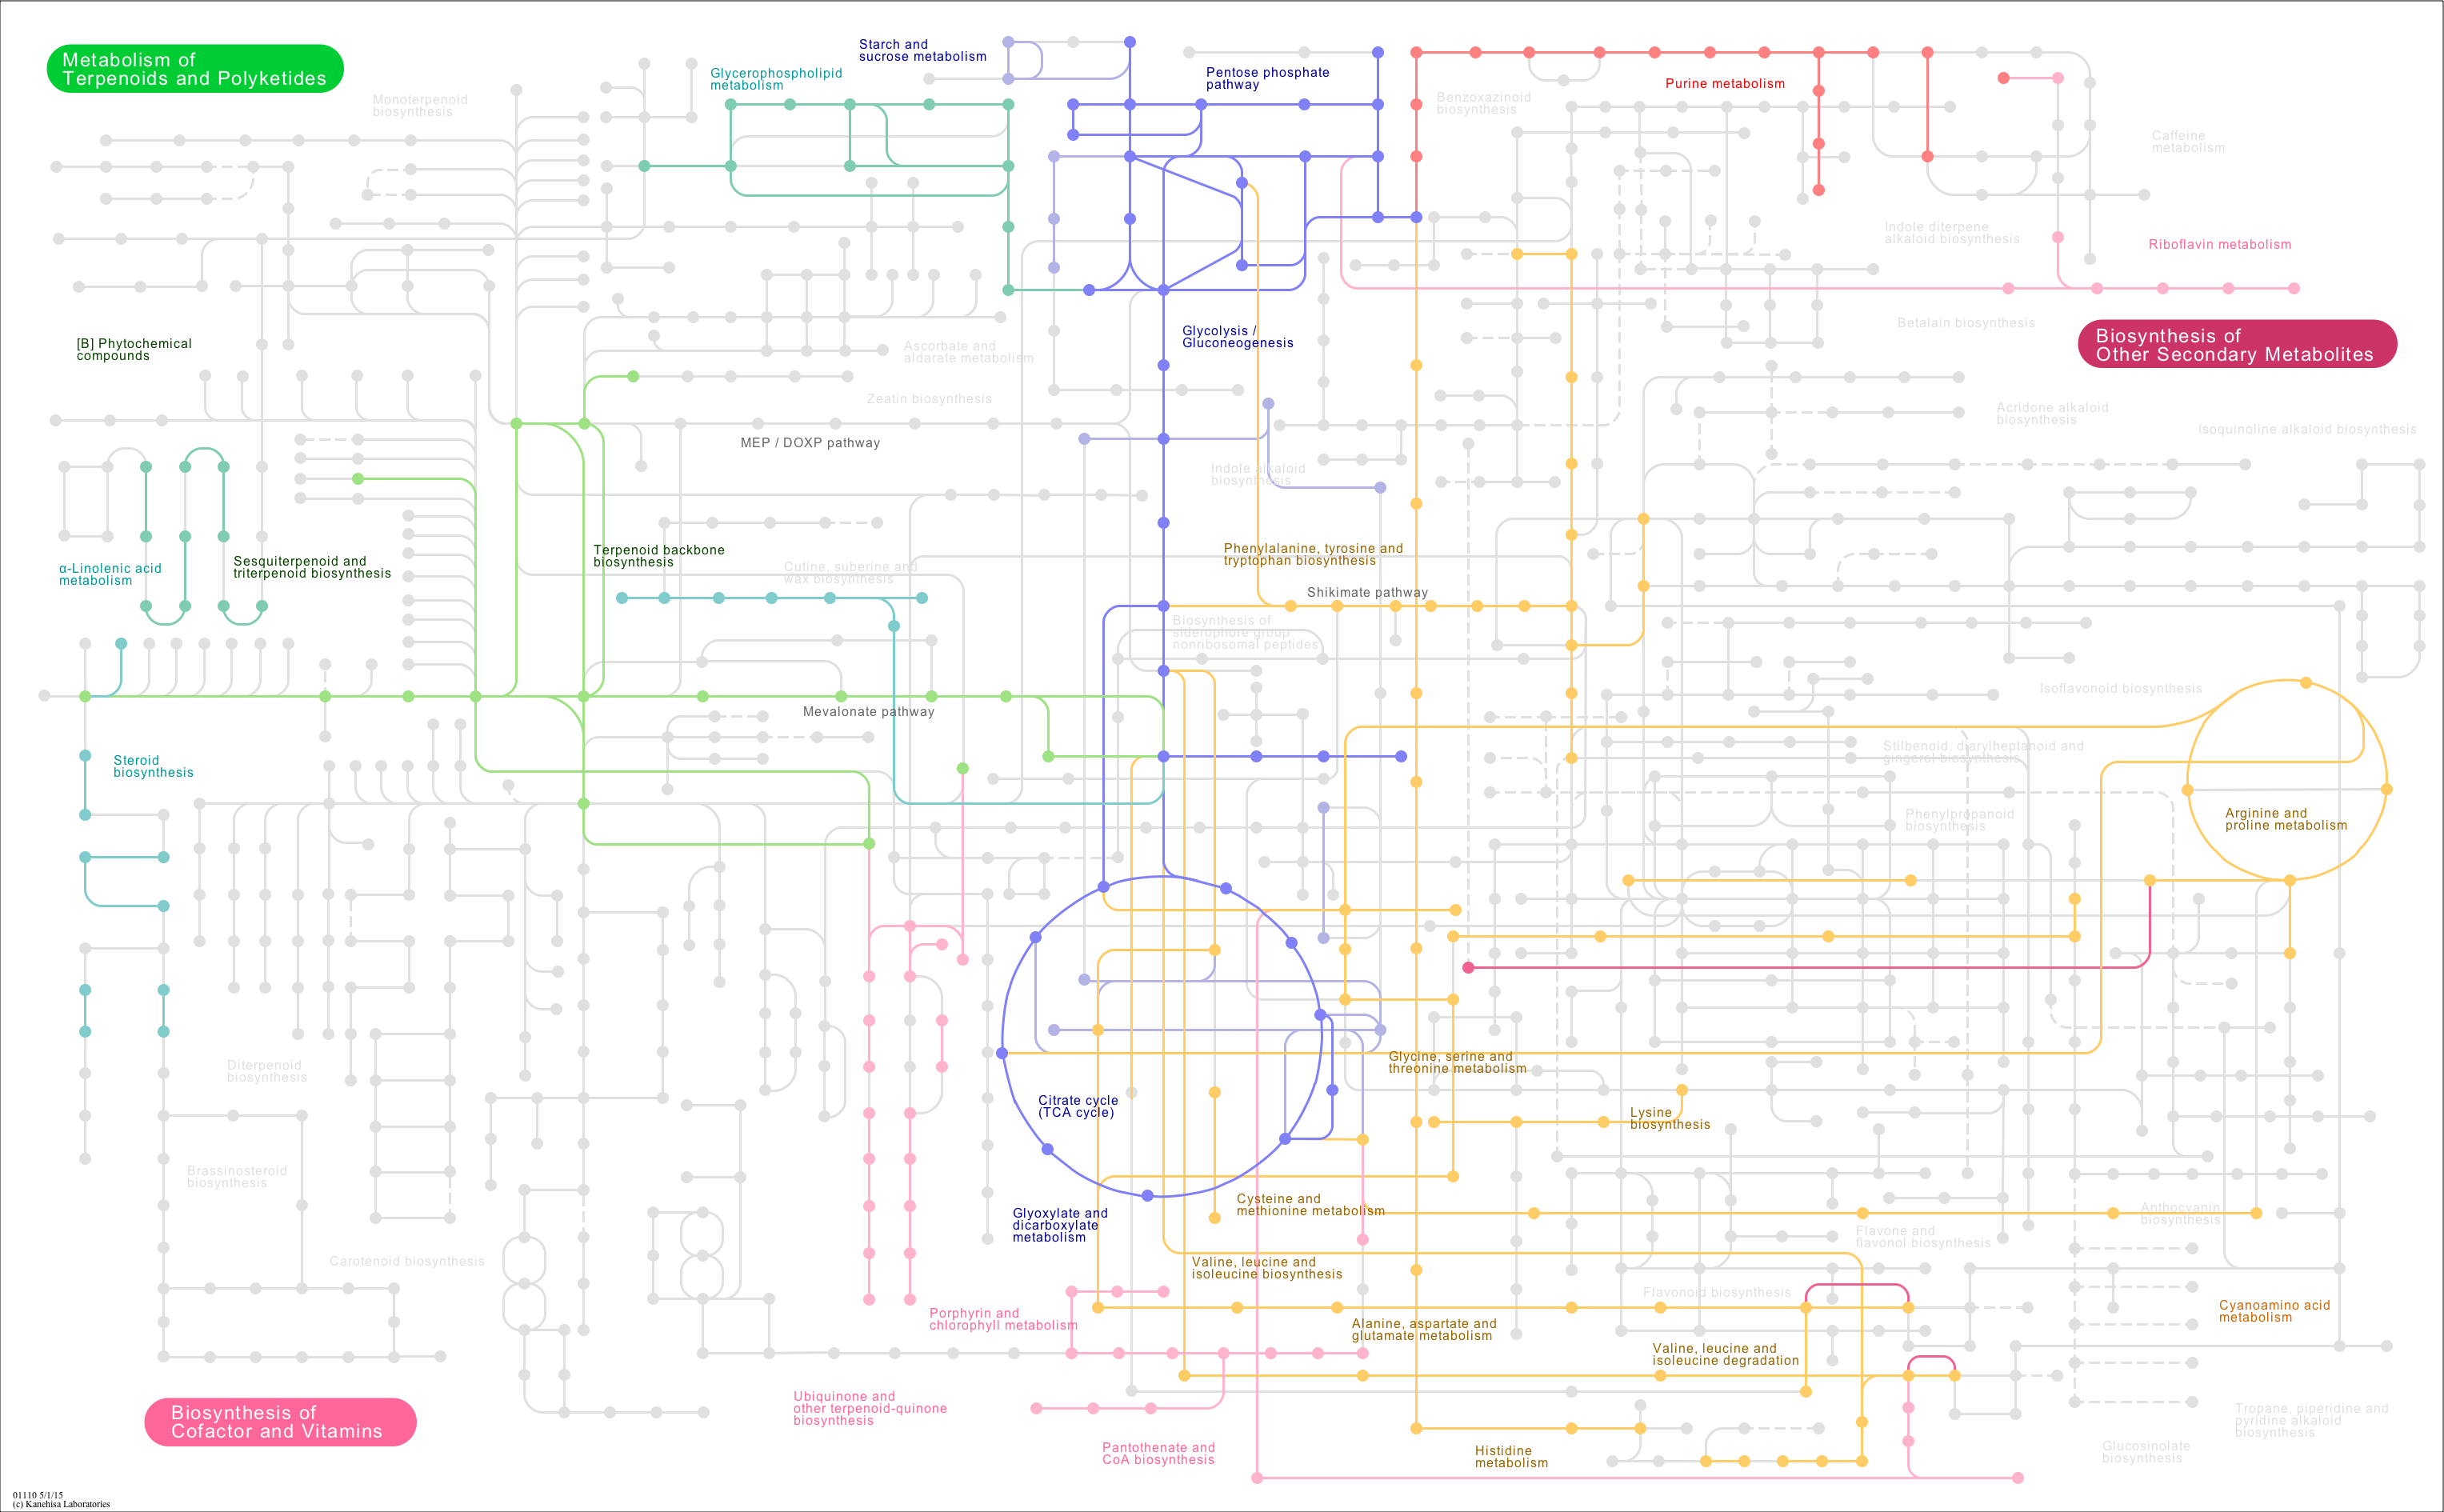 Metabolism of
Terpenoids and Polyketides
Monoterpenoid
biosynthesis
Glycerophospholipid
metabolism
Starch and
sucrose metabolism
Pentose phosphate
pathway
Benzoxazinoid
biosynthesis
Purine metabolism
Caffeine
metabolism
Indole diterpene
alkaloid biosynthesis
Riboflavin metabolism
[B] Phytochemical
compounds
Ascorbate and
aldarate metabolism
Glycolysis /
Gluconeogenesis
Betalain biosynthesis
Biosynthesis of
Other Secondary Metabolites
Zeatin biosynthesis
Acridone alkaloid
biosynthesis
Isoquinoline alkaloid biosynthesis
MEP / DOXP pathway
Indole alkaloid
biosynthesis
α-Linolenic acid
metabolism
Sesquiterpenoid and
triterpenoid biosynthesis
Terpenoid backbone
biosynthesis
Cutine, suberine and
wax biosynthesis
Phenylalanine, tyrosine and
tryptophan biosynthesis
Shikimate pathway
Biosynthesis of
siderophore group
nonribosomal peptides
Isoflavonoid biosynthesis
Mevalonate pathway
Steroid
biosynthesis
Stilbenoid, diarylheptanoid and
gingerol biosynthesis
Phenylpropanoid
biosynthesis
Arginine and
proline metabolism
Diterpenoid
biosynthesis
Citrate cycle
(TCA cycle)
Glycine, serine and
threonine metabolism
Lysine
biosynthesis
Brassinosteroid
biosynthesis
Glyoxylate and
dicarboxylate
metabolism
Cysteine and
methionine metabolism
Anthocyanin
biosynthesis
Flavone and
flavonol biosynthesis
Carotenoid biosynthesis
Valine, leucine and
isoleucine biosynthesis
Flavonoid biosynthesis
Porphyrin and
chlorophyll metabolism
Alanine, aspartate and
glutamate metabolism
Cyanoamino acid
metabolism
Valine, leucine and
isoleucine degradation
Biosynthesis of
Cofactor and Vitamins
Ubiquinone and
other terpenoid-quinone
biosynthesis
Pantothenate and
CoA biosynthesis
Histidine
metabolism
Tropane, piperidine and
pyridine alkaloid
biosynthesis
Glucosinolate
biosynthesis
01110 5/1/15
(c) Kanehisa Laboratories